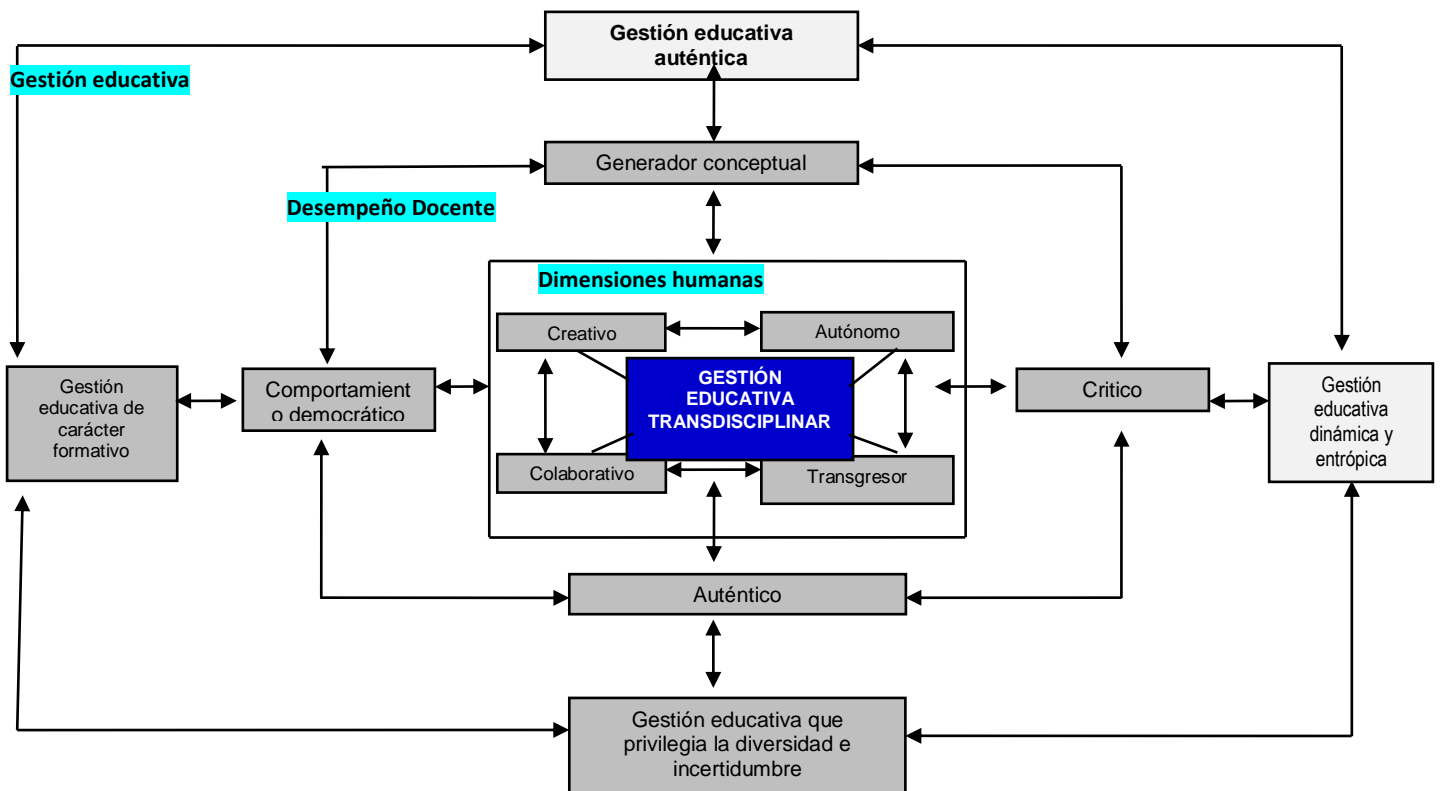 Gestión educativa
auténtica
Gestión educativa
Generador conceptual
Desempeño Docente
Dimensiones humanas
Creativo
Autónomo
GESTIÓN
EDUCATIVA
TRANSDISCIPLINAR
Colaborativo
Transgresor
Gestión
educativa de
carácter
formativo
Comportamient
o democrático
Critico
Gestión
educativa
dinámica y
entrópica
Auténtico
Gestión educativa que
privilegia la diversidad e
incertidumbre